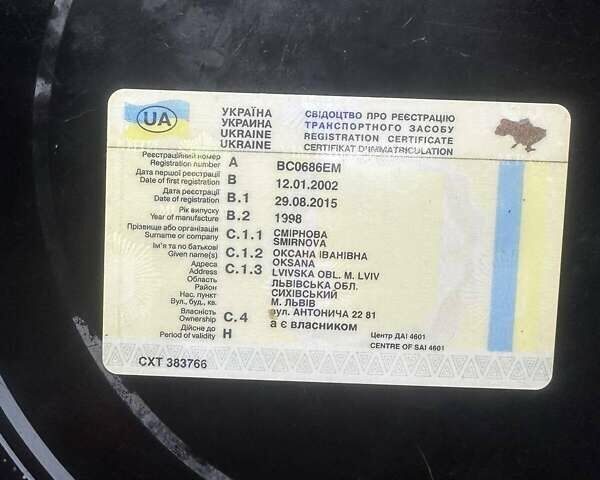 UA
УКРАЇНА
УКРАИНА
UKRAINE
UKRAINE
СВІДОЦТВО ПРО РЕЄСТРАЦІЮ
ТРАНСПОРТНОГО ЗАСОБУ
REGISTRATION CERTIFICATE
CERTIFIKAT D'IMMATRICULATION
Реєстраційний номер
Registration number A BC0686EM
Дата першої реєстрації
Date of first registration B 12.01.2002
Дата реєстрації
Date of registration B.1 29.08.2015
Рік випуску
Year of manufacture B.2 1998
Прізвище або організація
Surname or company C.1.1 СМІРНОВА
SMIRNOVA
Ім'я та по батькові
Given name(s) C.1.2 ОКСАНА ІВАНІВНА
OKSANA
Адреса
Address C.1.3 LVIVSKA OBL. M. LVIV
Область ЛЬВІВСЬКА ОБЛ.
Район СИХІВСЬКИЙ
Нас. пункт М. ЛЬВІВ
Вул., буд., кв. вул. АНТОНИЧА 22 81
Власність
Ownership C.4 а є власником
Дійсне до
Period of validity H
Центр ДАІ 4601
CENTRE OF SAI 4601
СХТ 383766